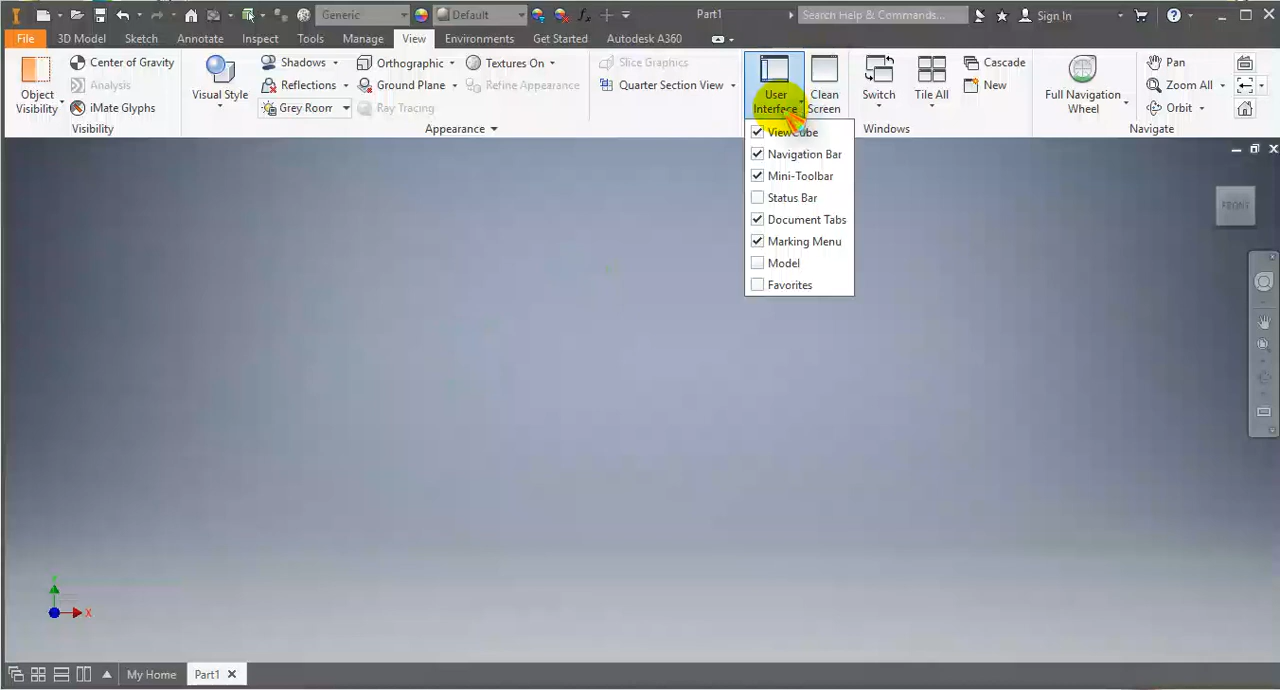 Generic
Default
Part1
Search Help & Commands...
Sign In
File
3D Model
Sketch
Annotate
Inspect
Tools
Manage
View
Environments
Get Started
Autodesk A360
Object
Visibility
Center of Gravity
Analysis
iMate Glyphs
Visibility
Visual Style
Shadows
Reflections
Grey Room
Orthographic
Ground Plane
Ray Tracing
Textures On
Refine Appearance
Appearance
Slice Graphics
Quarter Section View
User
Interface
Clean
Screen
Switch
Tile All
Cascade
New
Windows
Full Navigation
Wheel
Pan
Zoom All
Orbit
Navigate
ViewCube
Navigation Bar
Mini-Toolbar
Status Bar
Document Tabs
Marking Menu
Model
Favorites
FRONT
X
My Home
Part1